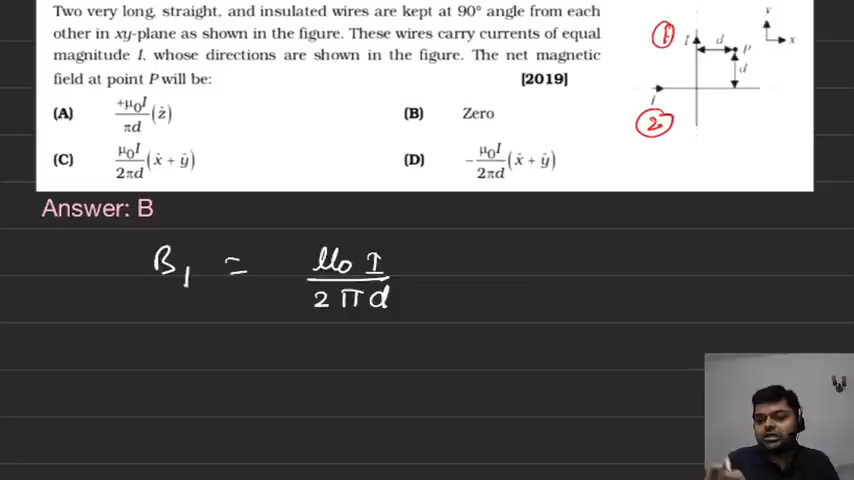 Two very long, straight, and insulated wires are kept at 90° angle from each
other in xy-plane as shown in the figure. These wires carry currents of equal
magnitude I, whose directions are shown in the figure. The net magnetic
field at point P will be: [2019]
(A) +μ₀I/πd (ẑ) (B) Zero
(C) μ₀I/2πd (x̂ + ŷ) (D) −μ₀I/2πd (x̂ + ŷ)
① I d P d y x
I
②
Answer: B
B₁ = μ₀ I / 2πd